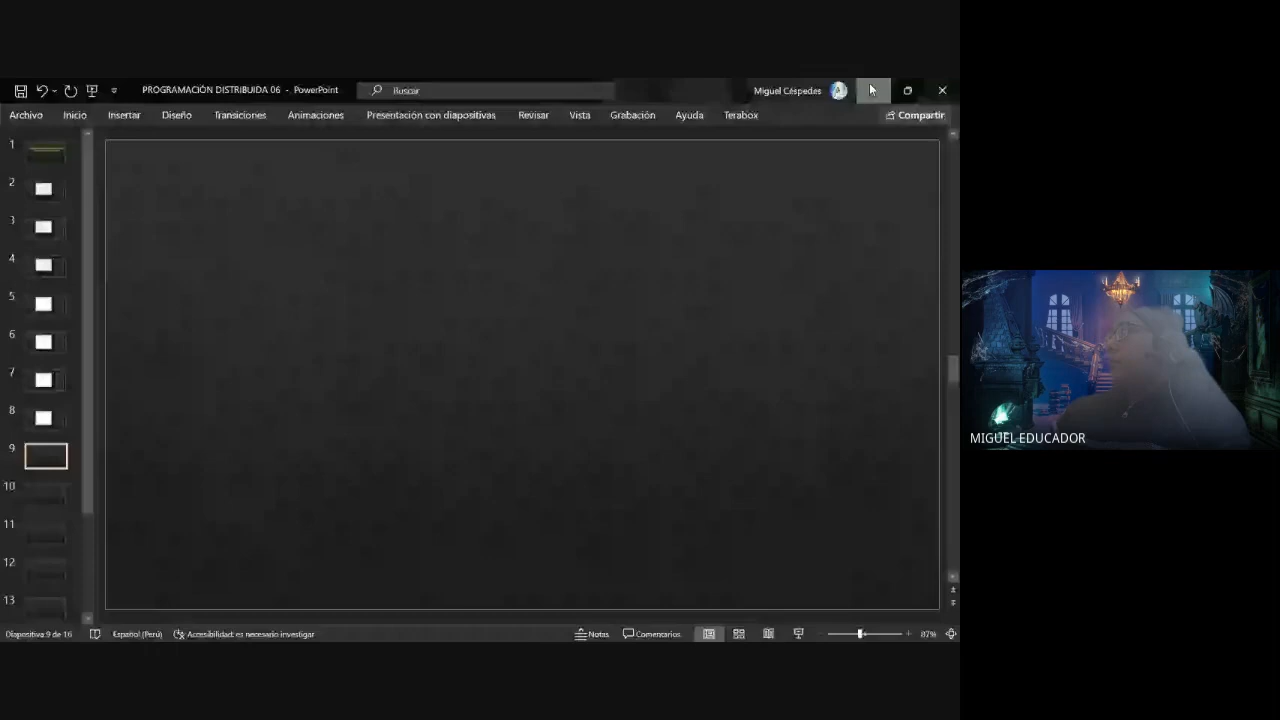 PROGRAMACIÓN DISTRIBUIDA 06 - PowerPoint
Buscar
Miguel Céspedes
Archivo Inicio Insertar Diseño Transiciones Animaciones Presentación con diapositivas Revisar Vista Grabación Ayuda Terabox Compartir
1
2
3
4
5
6
7
8
9
10
11
12
13
MIGUEL EDUCADOR
Diapositiva 9 de 16 Español (Perú) Accesibilidad: es necesario investigar Notas Comentarios 87%